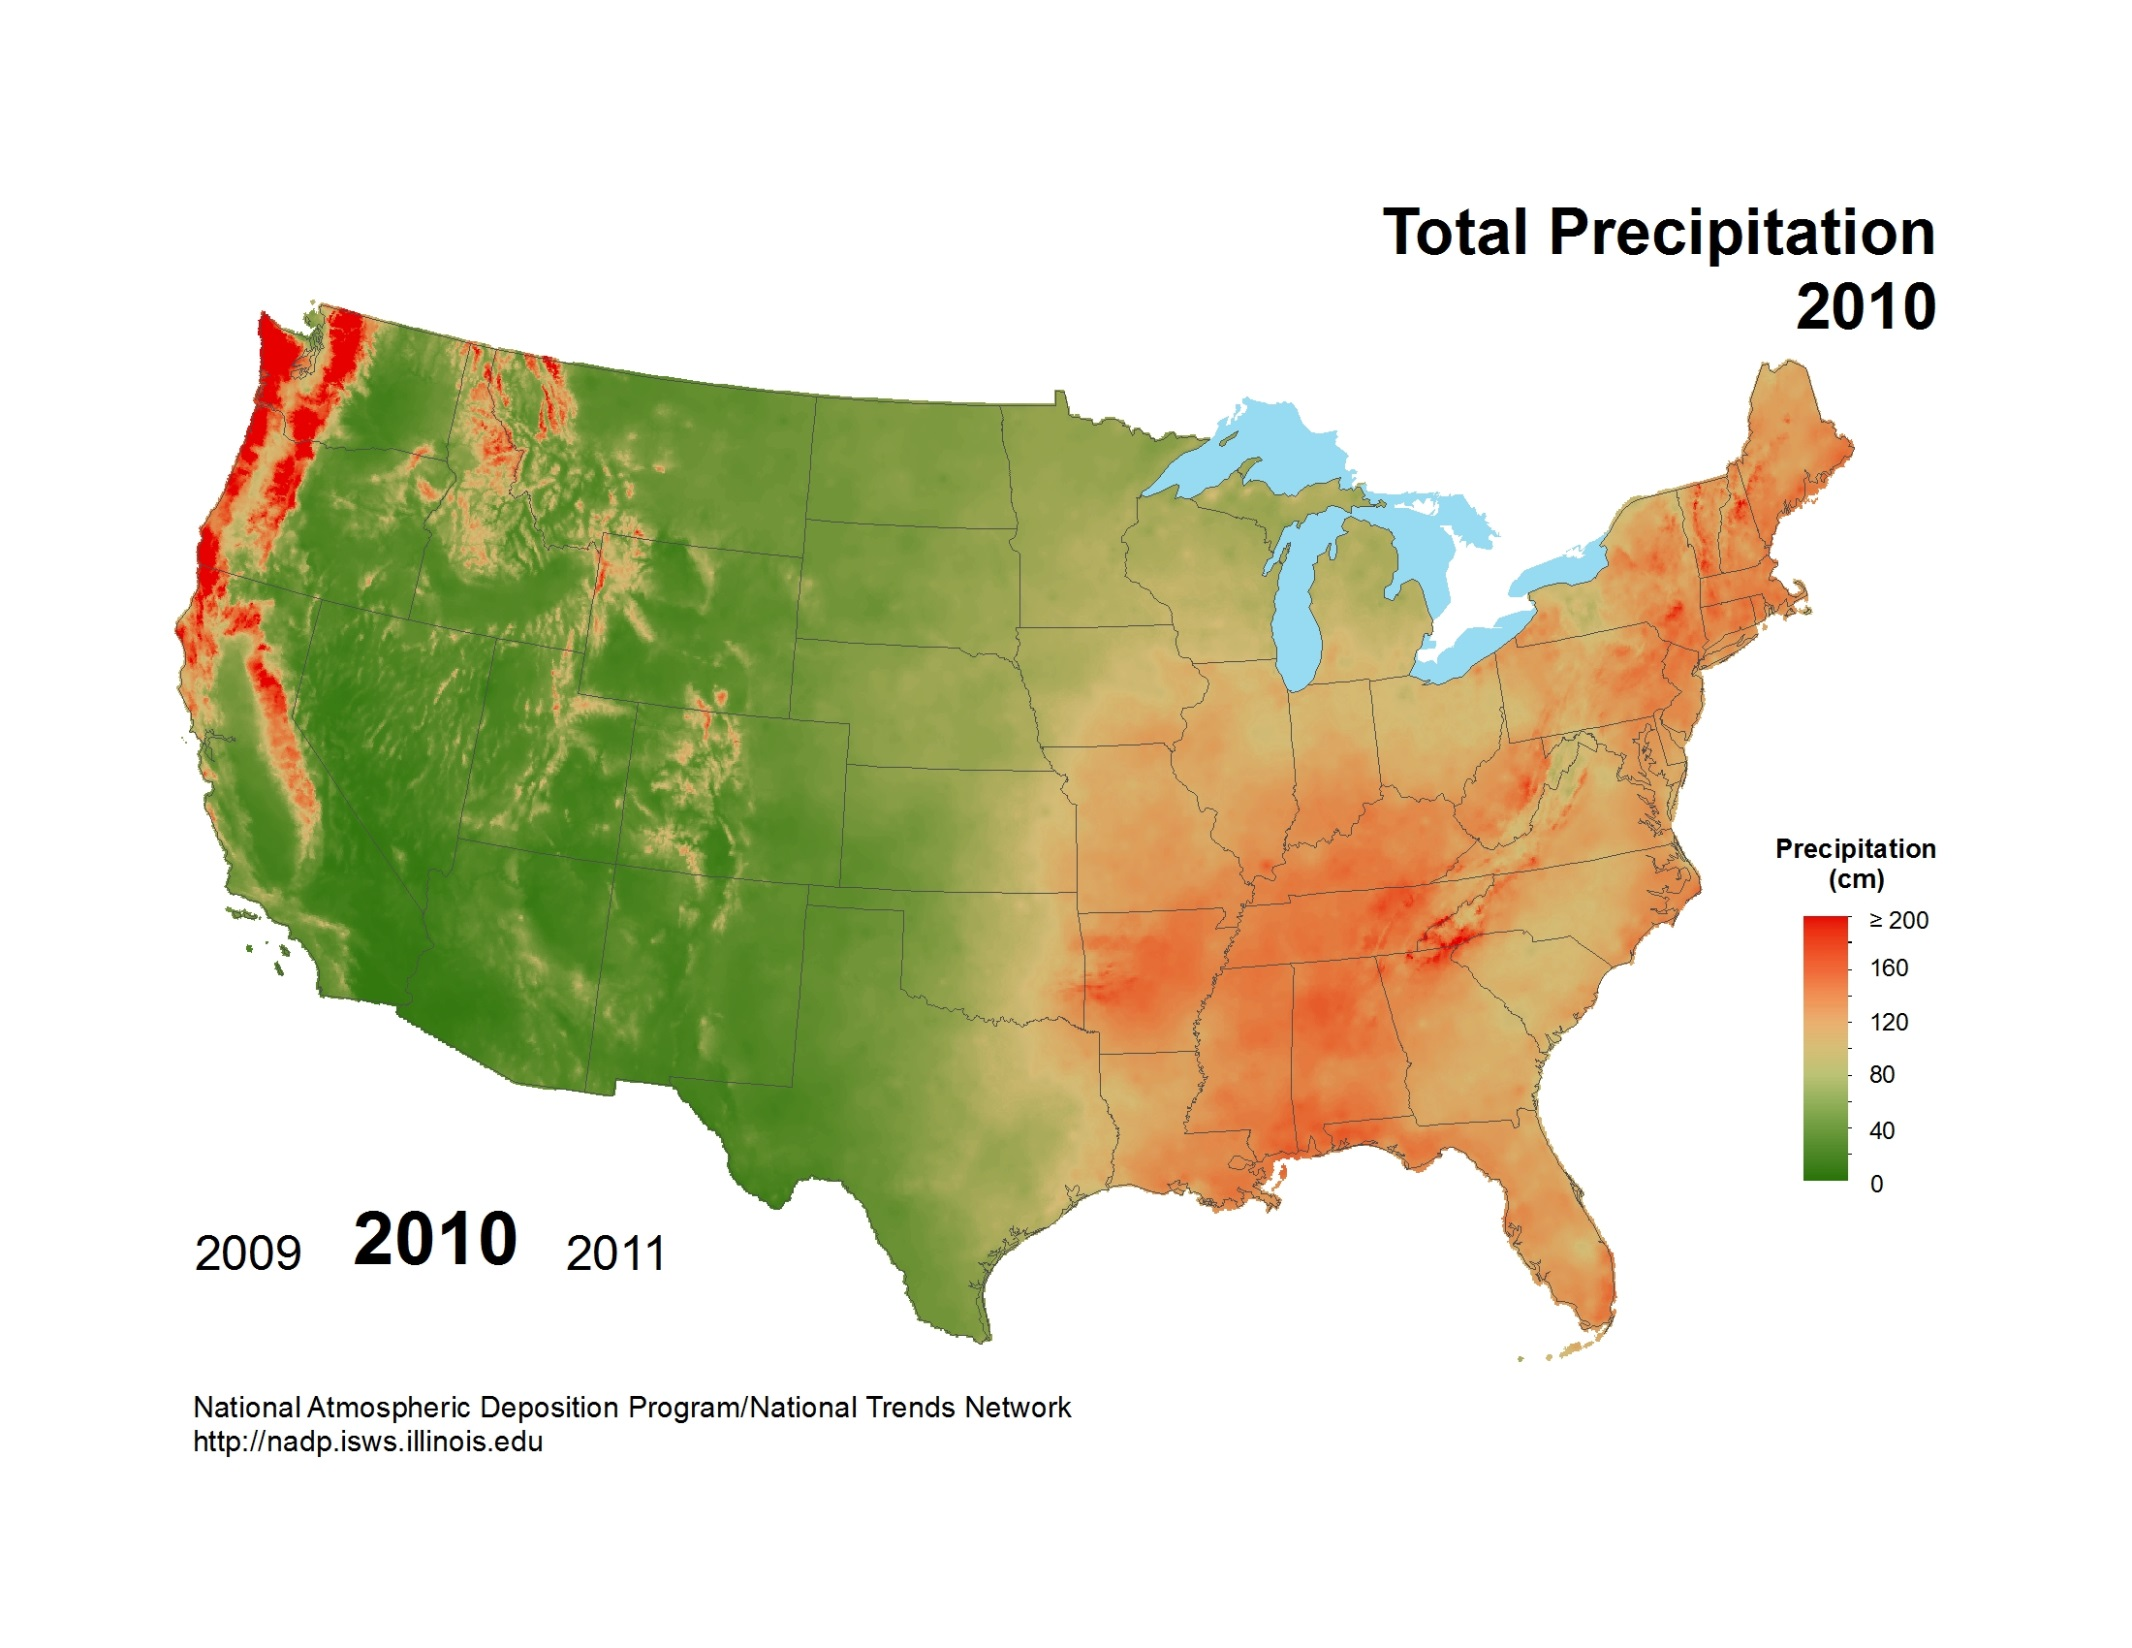 Total Precipitation
2010
Precipitation
(cm)
≥ 200
160
120
80
40
0
2009 2010 2011
National Atmospheric Deposition Program/National Trends Network
http://nadp.isws.illinois.edu